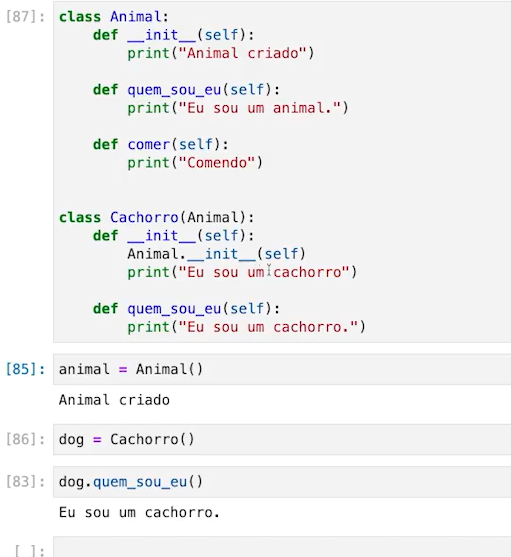 [87]: class Animal:
def __init__(self):
print("Animal criado")
def quem_sou_eu(self):
print("Eu sou um animal.")
def comer(self):
print("Comendo")
class Cachorro(Animal):
def __init__(self):
Animal.__init__(self)
print("Eu sou um cachorro")
def quem_sou_eu(self):
print("Eu sou um cachorro.")
[85]: animal = Animal()
Animal criado
[86]: dog = Cachorro()
[83]: dog.quem_sou_eu()
Eu sou um cachorro.
[ ]: